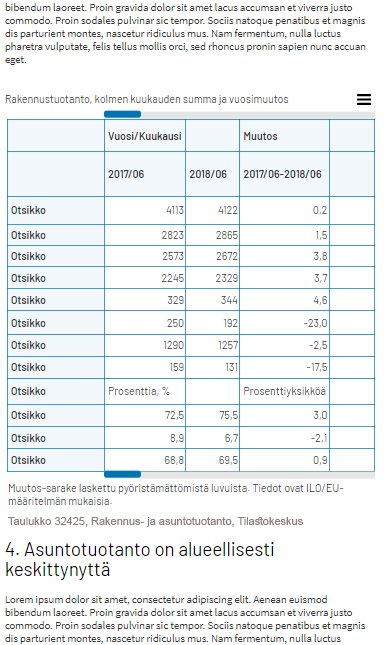 bibendum laoreet. Proin gravida dolor sit amet lacus accumsan et viverra justo
commodo. Proin sodales pulvinar sic tempor. Sociis natoque penatibus et magnis
dis parturient montes, nascetur ridiculus mus. Nam fermentum, nulla luctus
pharetra vulputate, felis tellus mollis orci, sed rhoncus pronin sapien nunc accuan
eget.
Rakennustuotanto, kolmen kuukauden summa ja vuosimuutos
Vuosi/Kuukausi Muutos
2017/06 2018/06 2017/06-2018/06
Otsikko 4113 4122 0,2
Otsikko 2823 2865 1,5
Otsikko 2573 2672 3,8
Otsikko 2245 2329 3,7
Otsikko 329 344 4,6
Otsikko 250 192 -23,0
Otsikko 1290 1257 -2,5
Otsikko 159 131 -17,5
Otsikko Prosenttia, % Prosenttiyksikköä
Otsikko 72,5 75,5 3,0
Otsikko 8,9 6,7 -2,1
Otsikko 68,8 69,5 0,9
Muutos-sarake laskettu pyöristämättömistä luvuista. Tiedot ovat ILO/EU-
määritelmän mukaisia.
Taulukko 32425, Rakennus- ja asuntotuotanto, Tilastokeskus
4. Asuntotuotanto on alueellisesti
keskittynyttä
Lorem ipsum dolor sit amet, consectetur adipiscing elit. Aenean euismod
bibendum laoreet. Proin gravida dolor sit amet lacus accumsan et viverra justo
commodo. Proin sodales pulvinar sic tempor. Sociis natoque penatibus et magnis
dis parturient montes, nascetur ridiculus mus. Nam fermentum, nulla luctus